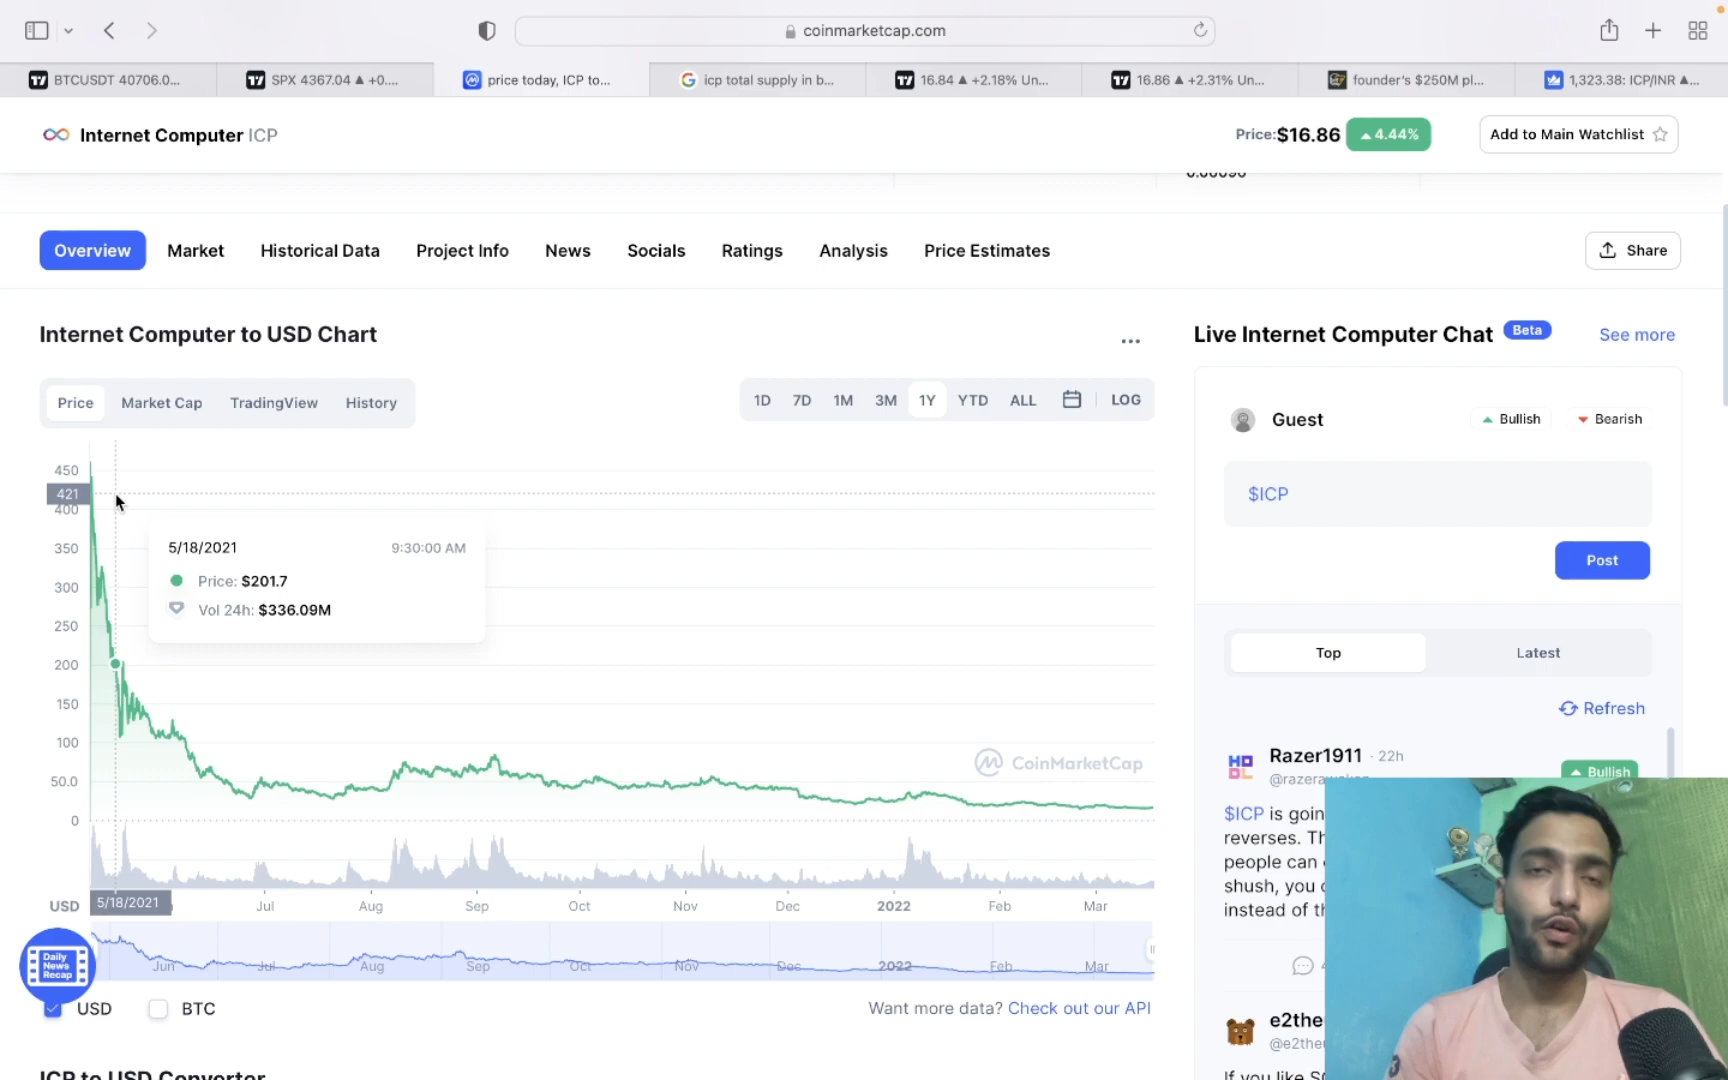 coinmarketcap.com
BTCUSDT 40706.0...
SPX 4367.04 ▲ +0....
price today, ICP to...
icp total supply in b...
16.84 ▲ +2.18% Un...
16.86 ▲ +2.31% Un...
founder's $250M pl...
1,323.38: ICP/INR ▲...
Internet Computer ICP
Price:$16.86 ▲ 4.44%
Add to Main Watchlist
Overview Market Historical Data Project Info News Socials Ratings Analysis Price Estimates
Share
Internet Computer to USD Chart
Price Market Cap TradingView History
1D 7D 1M 3M 1Y YTD ALL LOG
450
421
400
350
300
250
200
150
100
50.0
0
5/18/2021 9:30:00 AM
Price: $201.7
Vol 24h: $336.09M
CoinMarketCap
USD 5/18/2021 Jul Aug Sep Oct Nov Dec 2022 Feb Mar
Jun Jul Aug Sep Oct Nov Dec 2022 Feb Mar
Daily
News
Recap
USD BTC
Want more data? Check out our API
ICP to USD Converter
Live Internet Computer Chat Beta See more
Guest Bullish Bearish
$ICP
Post
Top Latest
Refresh
Razer1911 · 22h
Bullish
$ICP is goin
reverses. Th
people can
shush, you
instead of th
e2the
@e2the
If you like